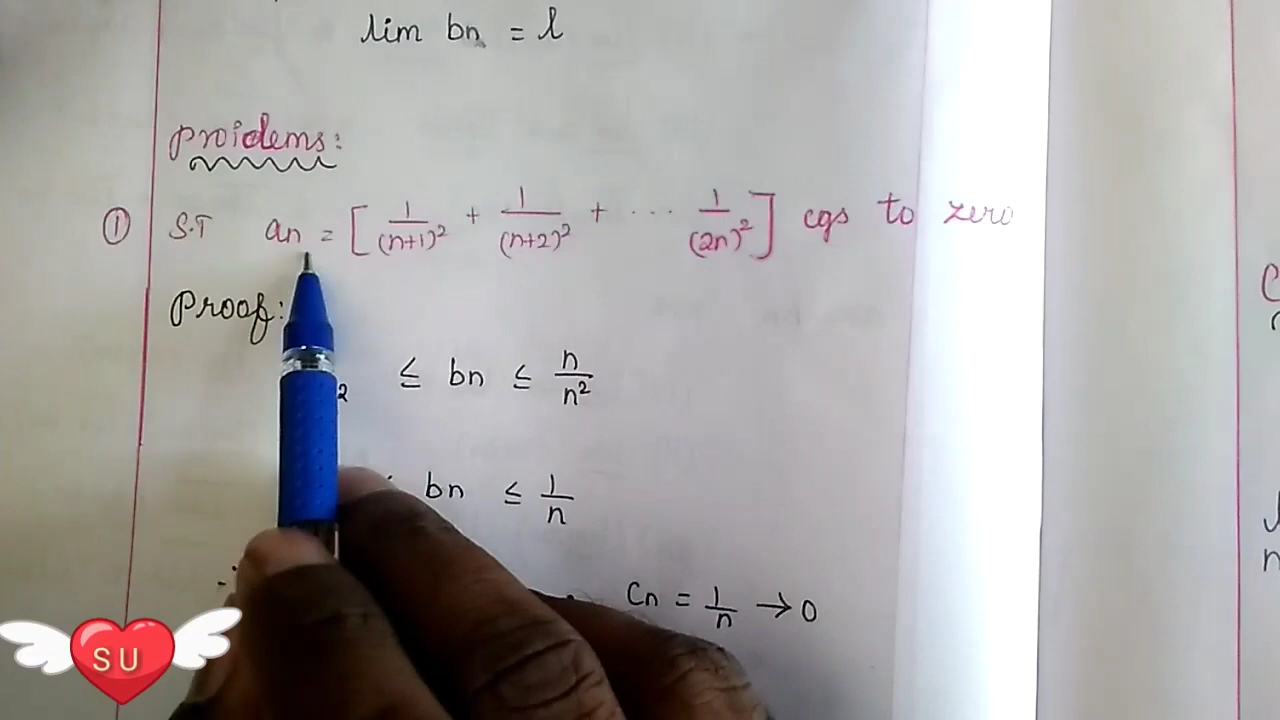 lim bn = l
Problems:
① S.T an = [1/(n+1)² + 1/(n+2)² + ... 1/(2n)²] cgs to zero
Proof:
² ≤ bn ≤ n/n²
bn ≤ 1/n
Cn = 1/n → 0
SU